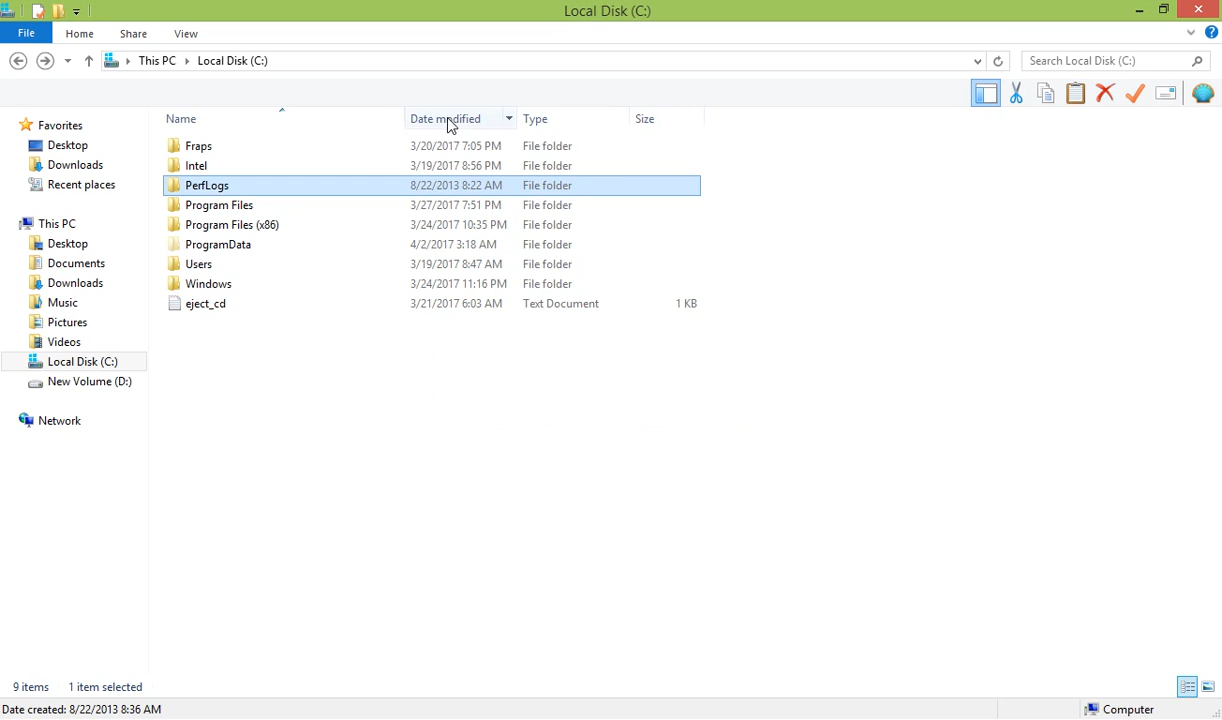 Local Disk (C:)
File Home Share View
This PC Local Disk (C:) Search Local Disk (C:)
Name Date modified Type Size
Favorites
Desktop
Downloads
Recent places
This PC
Desktop
Documents
Downloads
Music
Pictures
Videos
Local Disk (C:)
New Volume (D:)
Network
Fraps 3/20/2017 7:05 PM File folder
Intel 3/19/2017 8:56 PM File folder
PerfLogs 8/22/2013 8:22 AM File folder
Program Files 3/27/2017 7:51 PM File folder
Program Files (x86) 3/24/2017 10:35 PM File folder
ProgramData 4/2/2017 3:18 AM File folder
Users 3/19/2017 8:47 AM File folder
Windows 3/24/2017 11:16 PM File folder
eject_cd 3/21/2017 6:03 AM Text Document 1 KB
9 items 1 item selected
Date created: 8/22/2013 8:36 AM Computer